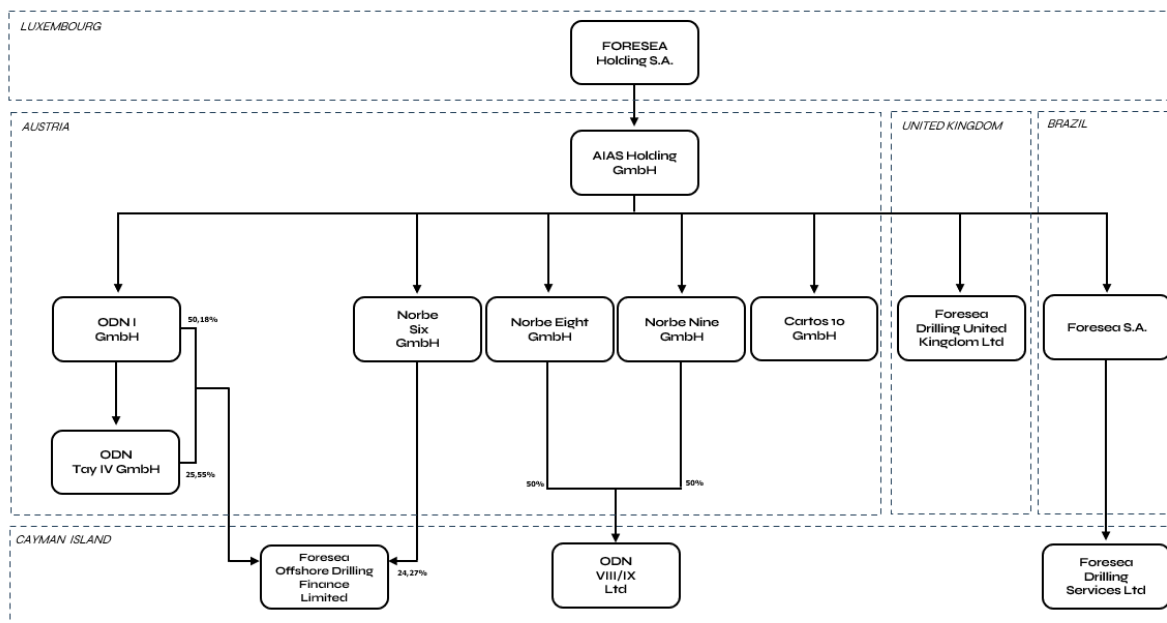 LUXEMBOURG
FORESEA
Holding S.A.
AUSTRIA
UNITED KINGDOM
BRAZIL
AIAS Holding
GmbH
ODN I
GmbH
50,18%
Norbe
Six
GmbH
Norbe Eight
GmbH
Norbe Nine
GmbH
Cartos 10
GmbH
Foresea
Drilling United
Kingdom Ltd
Foresea S.A.
ODN
Tay IV GmbH
25,55%
50%
50%
CAYMAN ISLAND
Foresea
Offshore Drilling
Finance
Limited
24,27%
ODN
VIII/IX
Ltd
Foresea
Drilling
Services Ltd